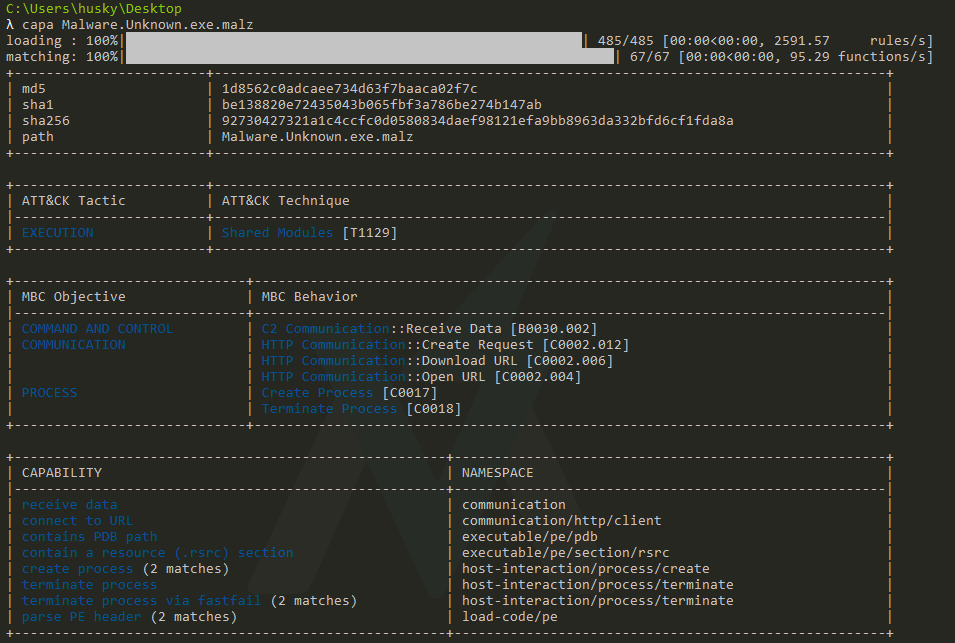 C:\Users\husky\Desktop
λ capa Malware.Unknown.exe.malz
loading : 100%| | 485/485 [00:00<00:00, 2591.57 rules/s]
matching: 100%| | 67/67 [00:00<00:00, 95.29 functions/s]
md5 | 1d8562c0adcaee734d63f7baaca02f7c
sha1 | be138820e72435043b065fbf3a786be274b147ab
sha256 | 92730427321a1c4ccfc0d0580834daef98121efa9bb8963da332bfd6cf1fda8a
path | Malware.Unknown.exe.malz
ATT&CK Tactic | ATT&CK Technique
EXECUTION | Shared Modules [T1129]
MBC Objective | MBC Behavior
COMMAND AND CONTROL | C2 Communication::Receive Data [B0030.002]
COMMUNICATION | HTTP Communication::Create Request [C0002.012]
| HTTP Communication::Download URL [C0002.006]
| HTTP Communication::Open URL [C0002.004]
PROCESS | Create Process [C0017]
| Terminate Process [C0018]
CAPABILITY | NAMESPACE
receive data | communication
connect to URL | communication/http/client
contains PDB path | executable/pe/pdb
contain a resource (.rsrc) section | executable/pe/section/rsrc
create process (2 matches) | host-interaction/process/create
terminate process | host-interaction/process/terminate
terminate process via fastfail (2 matches) | host-interaction/process/terminate
parse PE header (2 matches) | load-code/pe